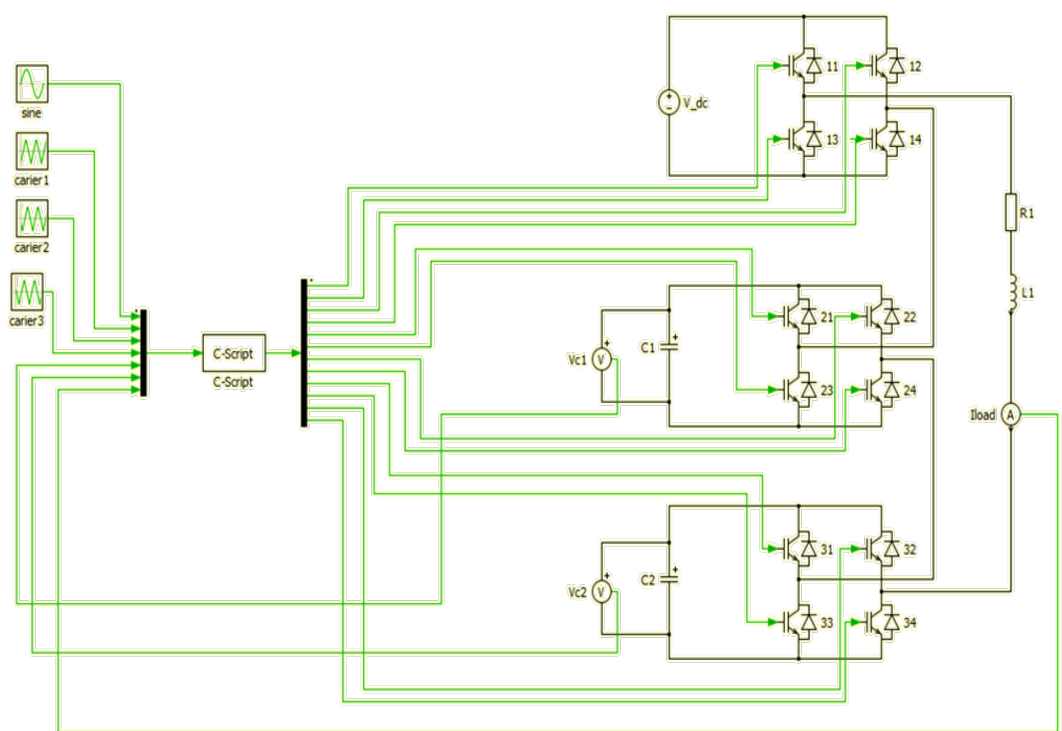 11
12
V_dc
sine
13
14
carier1
carier2
R1
carier3
L1
21
22
C-Script
C1
Vc1
V
C-Script
23
24
Iload
A
31
32
C2
Vc2
V
33
34